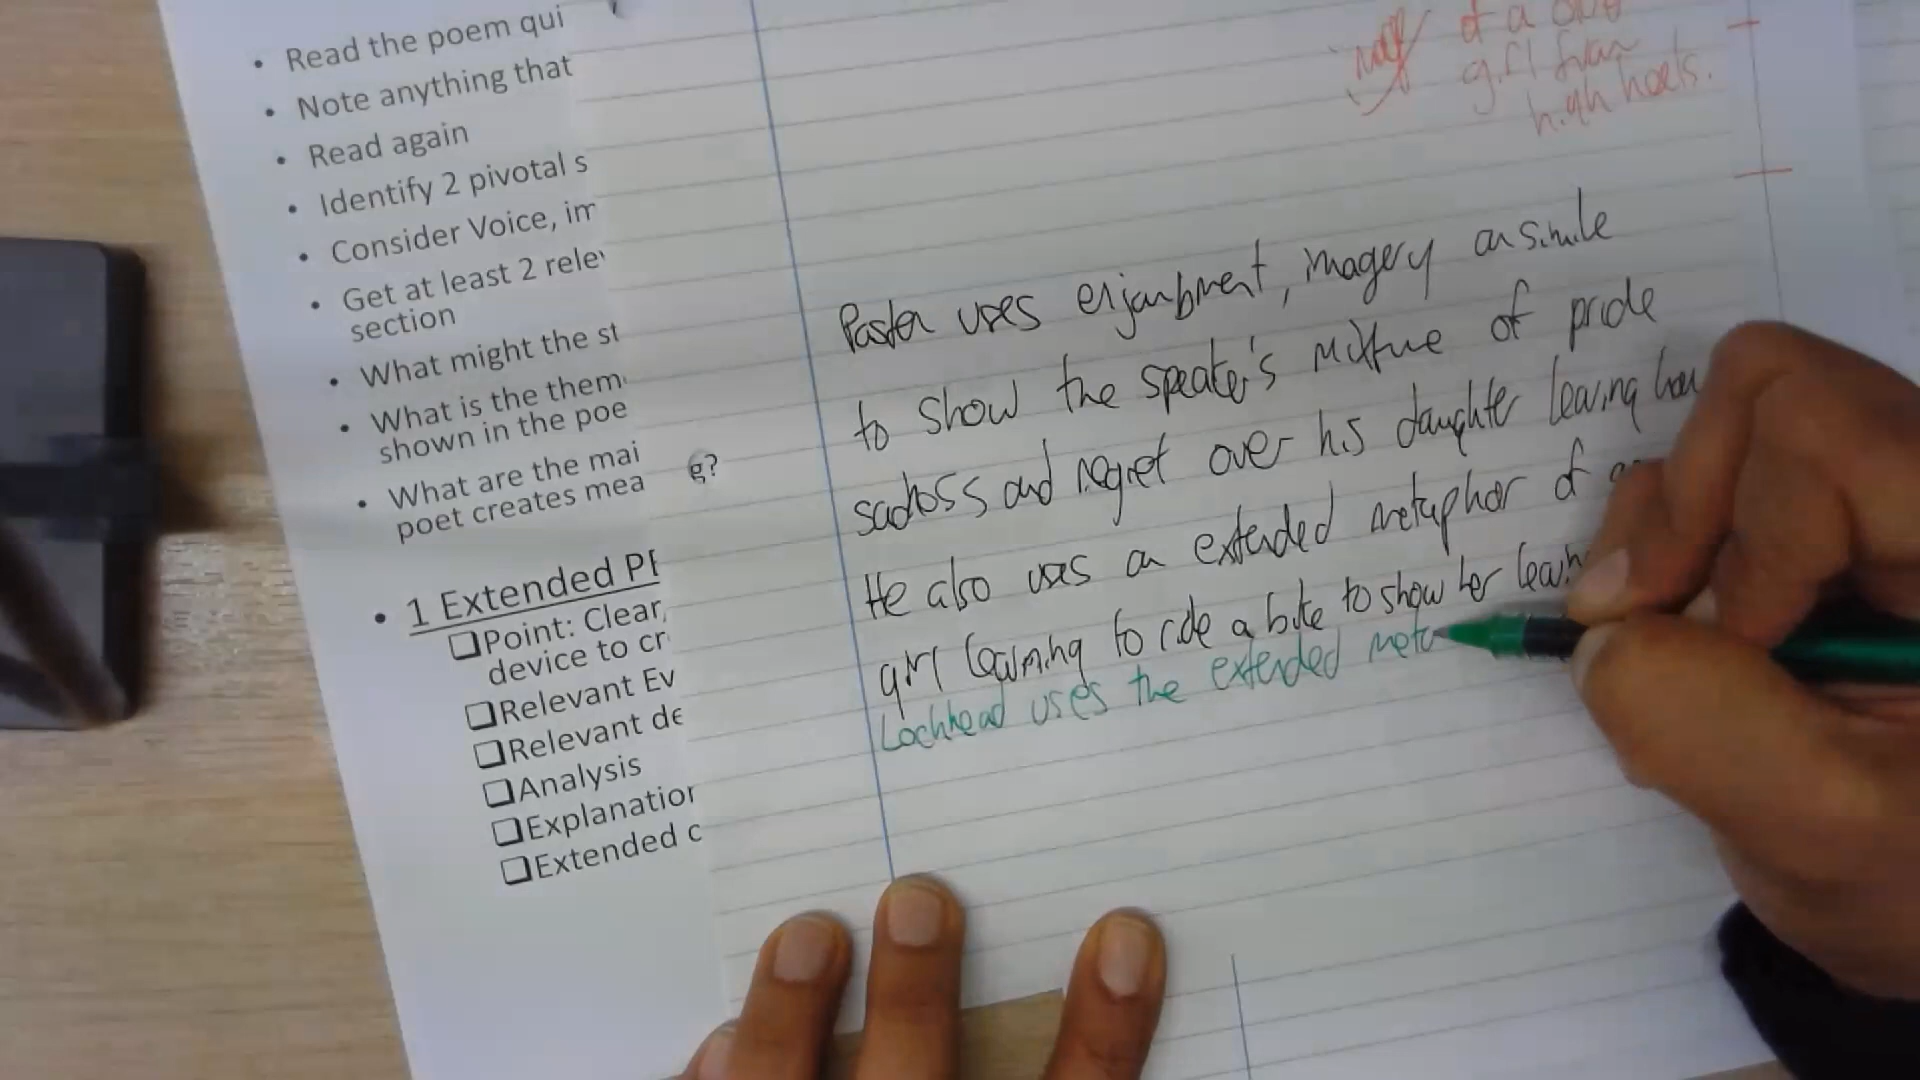 • Read the poem qui
• Note anything that
• Read again
• Identify 2 pivotal s
• Consider Voice, im
• Get at least 2 rele
section
• What might the st
• What is the them
shown in the poe
• What are the mai
poet creates mea
g?
• 1 Extended PE
❑Point: Clear,
device to cr
❑Relevant Ev
❑Relevant de
❑Analysis
❑Explanation
❑Extended c
of a
girl from
high heels.
Paster uses enjambment, imagery an simile
to show the speaker's mixture of pride
sadness and regret over his daughter leaving
He also uses an extended metaphor of
girl learning to ride a bike to show her
Lochhead uses the extended meta